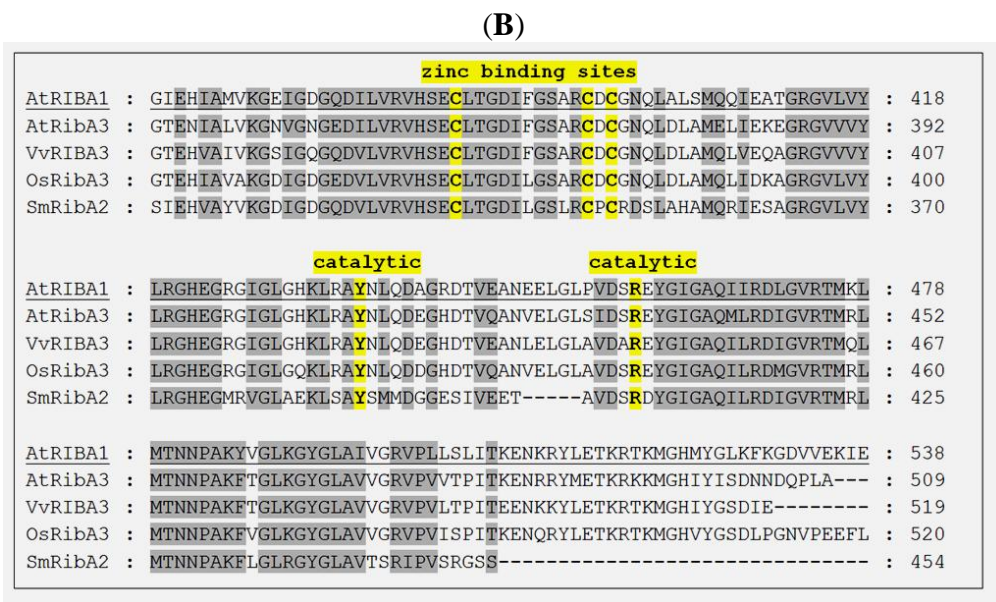 (B)
zinc binding sites
AtRIBA1 : GIEHIAMVKGEIGDGQDILVRVHSECLTGDIFGSARCDCGNQLALSMQQIEATGRGVLVY : 418
AtRibA3 : GTENIALVKGNVGNGEDILVRVHSECLTGDIFGSARCDCGNQLDLAMELIEKEGRGVVVY : 392
VvRIBA3 : GTEHVAIVKGSIGQGQDVLVRVHSECLTGDIFGSARCDCGNQLDLAMQLVEQAGRGVVVY : 407
OsRibA3 : GTEHIAVAKGDIGDGEDVLVRVHSECLTGDILGSARCDCGNQLDLAMQLIDKAGRGVLVY : 400
SmRibA2 : SIEHVAYVKGDIGDGQDVLVRVHSECLTGDILGSLRCPCRDSLAHAMQRIESAGRGVLVY : 370
catalytic catalytic
AtRIBA1 : LRGHEGRGIGLGHKLRAYNLQDAGRDTVEANEELGLPVDSREYGIGAQIIRDLGVRTMKL : 478
AtRibA3 : LRGHEGRGIGLGHKLRAYNLQDEGHDTVQANVELGLSIDSREYGIGAQMLRDIGVRTMRL : 452
VvRIBA3 : LRGHEGRGIGLGHKLRAYNLQDEGHDTVEANLELGLAVDAREYGIGAQILRDIGVRTMQL : 467
OsRibA3 : LRGHEGRGIGLGQKLRAYNLQDDGHDTVQANVELGLAVDSREYGIGAQILRDMGVRTMRL : 460
SmRibA2 : LRGHEGMRVGLAEKLSAYSMMDGGESIVEET-----AVDSRDYGIGAQILRDIGVRTMRL : 425
AtRIBA1 : MTNNPAKYVGLKGYGLAIVGRVPLLSLITKENKRYLETKRTKMGHMYGLKFKGDVVEKIE : 538
AtRibA3 : MTNNPAKFTGLKGYGLAVVGRVPVVTPITKENRRYMETKRKKMGHIYISDNNDQPLA--- : 509
VvRIBA3 : MTNNPAKFTGLKGYGLAVVGRVPVLTPITEENKKYLETKRTKMGHIYGSDIE-------- : 519
OsRibA3 : MTNNPAKFVGLKGYGLAVVGRVPVISPITKENQRYLETKRTKMGHVYGSDLPGNVPEEFL : 520
SmRibA2 : MTNNPAKFLGLRGYGLAVTSRIPVSRGSS------------------------------- : 454